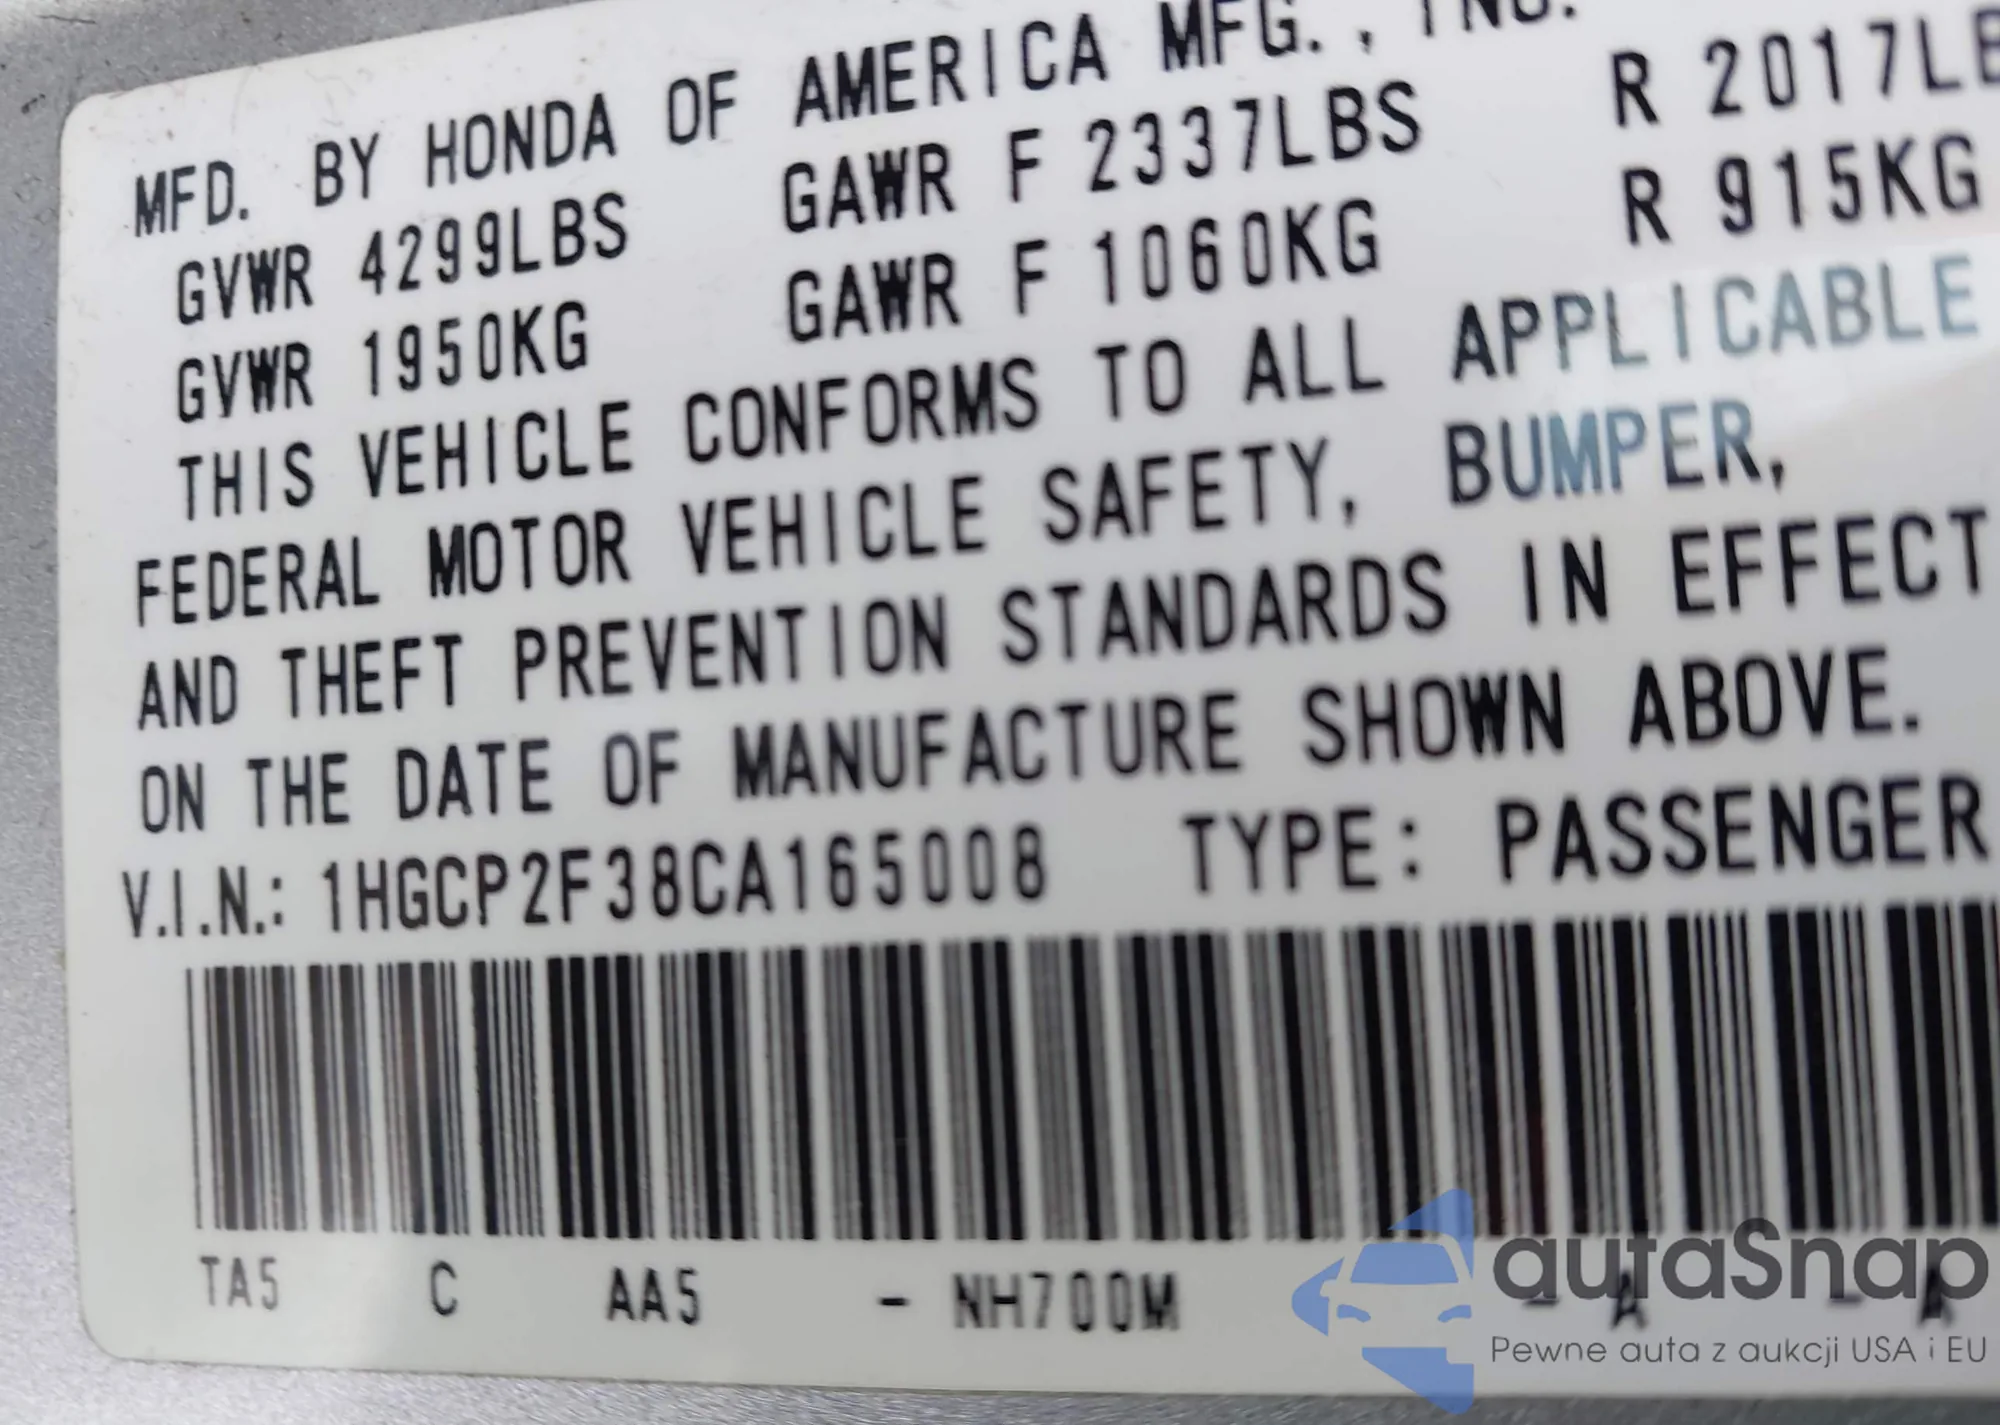 MFD. BY HONDA OF AMERICA MFG., INC.
GVWR 4299LBS GAWR F 2337LBS R 2017LB
GVWR 1950KG GAWR F 1060KG R 915KG
THIS VEHICLE CONFORMS TO ALL APPLICABLE
FEDERAL MOTOR VEHICLE SAFETY, BUMPER,
AND THEFT PREVENTION STANDARDS IN EFFECT
ON THE DATE OF MANUFACTURE SHOWN ABOVE.
V.I.N.: 1HGCP2F38CA165008 TYPE: PASSENGER
TA5 C AA5 - NH700M - A - A
autaSnap
Pewne auta z aukcji USA i EU